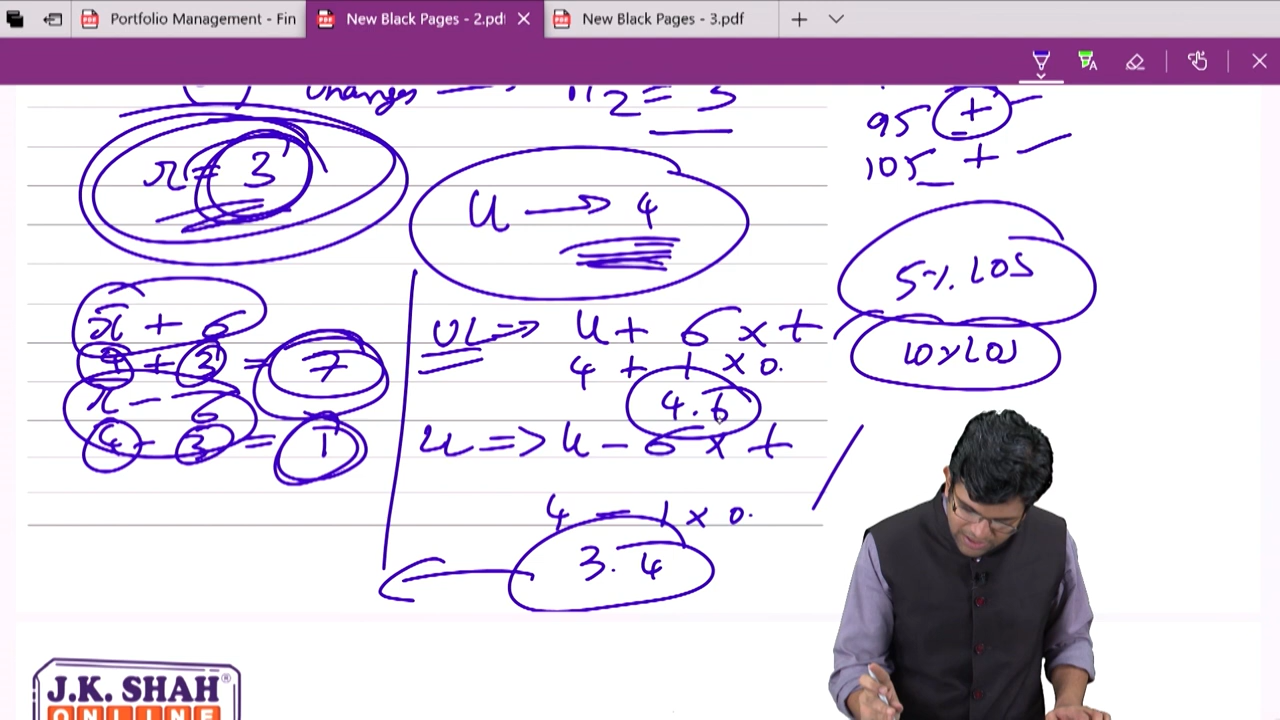 Portfolio Management - Fin
New Black Pages - 2.pdf
New Black Pages - 3.pdf
Changes → n2 = 3
95 +
105 +
r = 3
u → 4
5% LOS
10% LOS
x̄ + σ
4 + 3 = 7
x̄ - σ
4 - 3 = 1
UL ⇒ u + σ x t
4 + 1 x 0.
4.6
LL ⇒ u - σ x t
4 - 1 x 0.
3.4
J.K. SHAH®
ONLINE